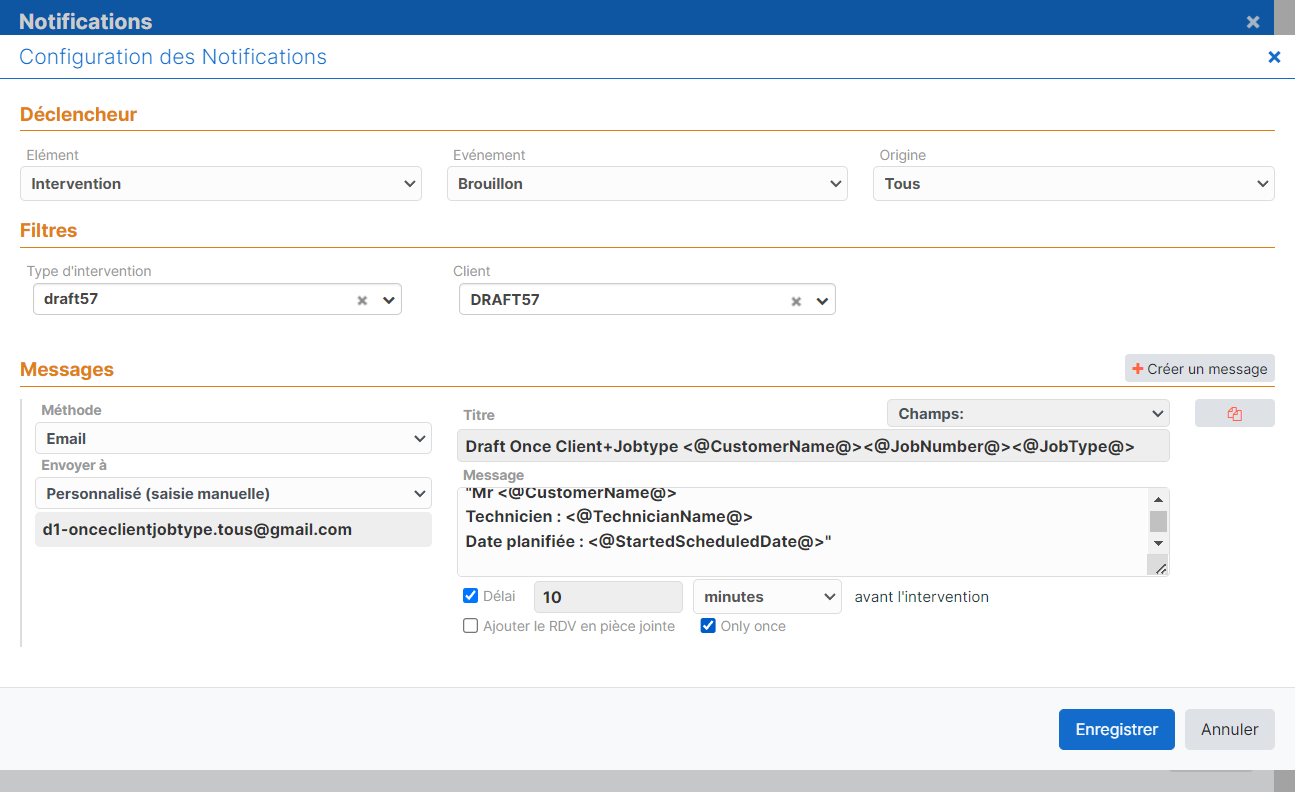 Notifications
Configuration des Notifications
Déclencheur
Elément
Evénement
Origine
Intervention
Brouillon
Tous
Filtres
Type d'intervention
Client
draft57
DRAFT57
Messages
Créer un message
Méthode
Titre
Champs:
Email
Draft Once Client+Jobtype <@CustomerName@><@JobNumber@><@JobType@>
Envoyer à
Message
Personnalisé (saisie manuelle)
"Mr <@CustomerName@>
Technicien : <@TechnicianName@>
d1-onceclientjobtype.tous@gmail.com
Date planifiée : <@StartedScheduledDate@>"
Délai
10
minutes
avant l'intervention
Ajouter le RDV en pièce jointe
Only once
Enregistrer
Annuler